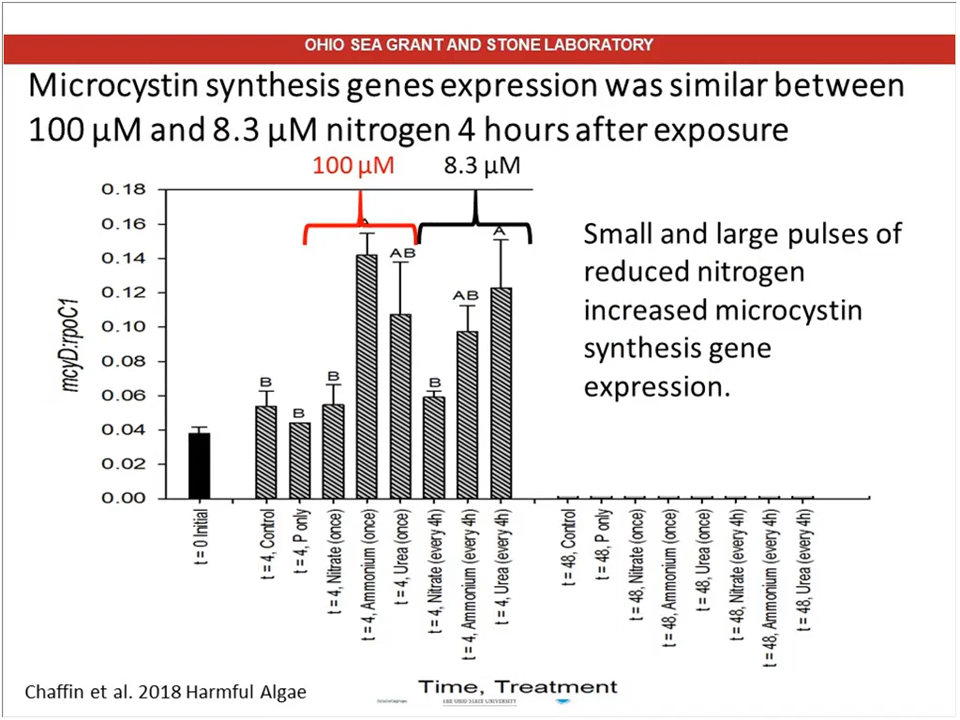 OHIO SEA GRANT AND STONE LABORATORY
Microcystin synthesis genes expression was similar between
100 µM and 8.3 µM nitrogen 4 hours after exposure
100 µM
8.3 µM
0.18
0.16
0.14
0.12
0.10
0.08
0.06
0.04
0.02
0.00
mcyD:rpoC1
B
B
B
A
AB
B
AB
A
t = 0 Initial
t = 4, Control
t = 4, P only
t = 4, Nitrate (once)
t = 4, Ammonium (once)
t = 4, Urea (once)
t = 4, Nitrate (every 4h)
t = 4, Ammonium (every 4h)
t = 4, Urea (every 4h)
t = 48, Control
t = 48, P only
t = 48, Nitrate (once)
t = 48, Ammonium (once)
t = 48, Urea (once)
t = 48, Nitrate (every 4h)
t = 48, Ammonium (every 4h)
t = 48, Urea (every 4h)
Time, Treatment
Small and large pulses of
reduced nitrogen
increased microcystin
synthesis gene
expression.
Chaffin et al. 2018 Harmful Algae
THE OHIO STATE UNIVERSITY